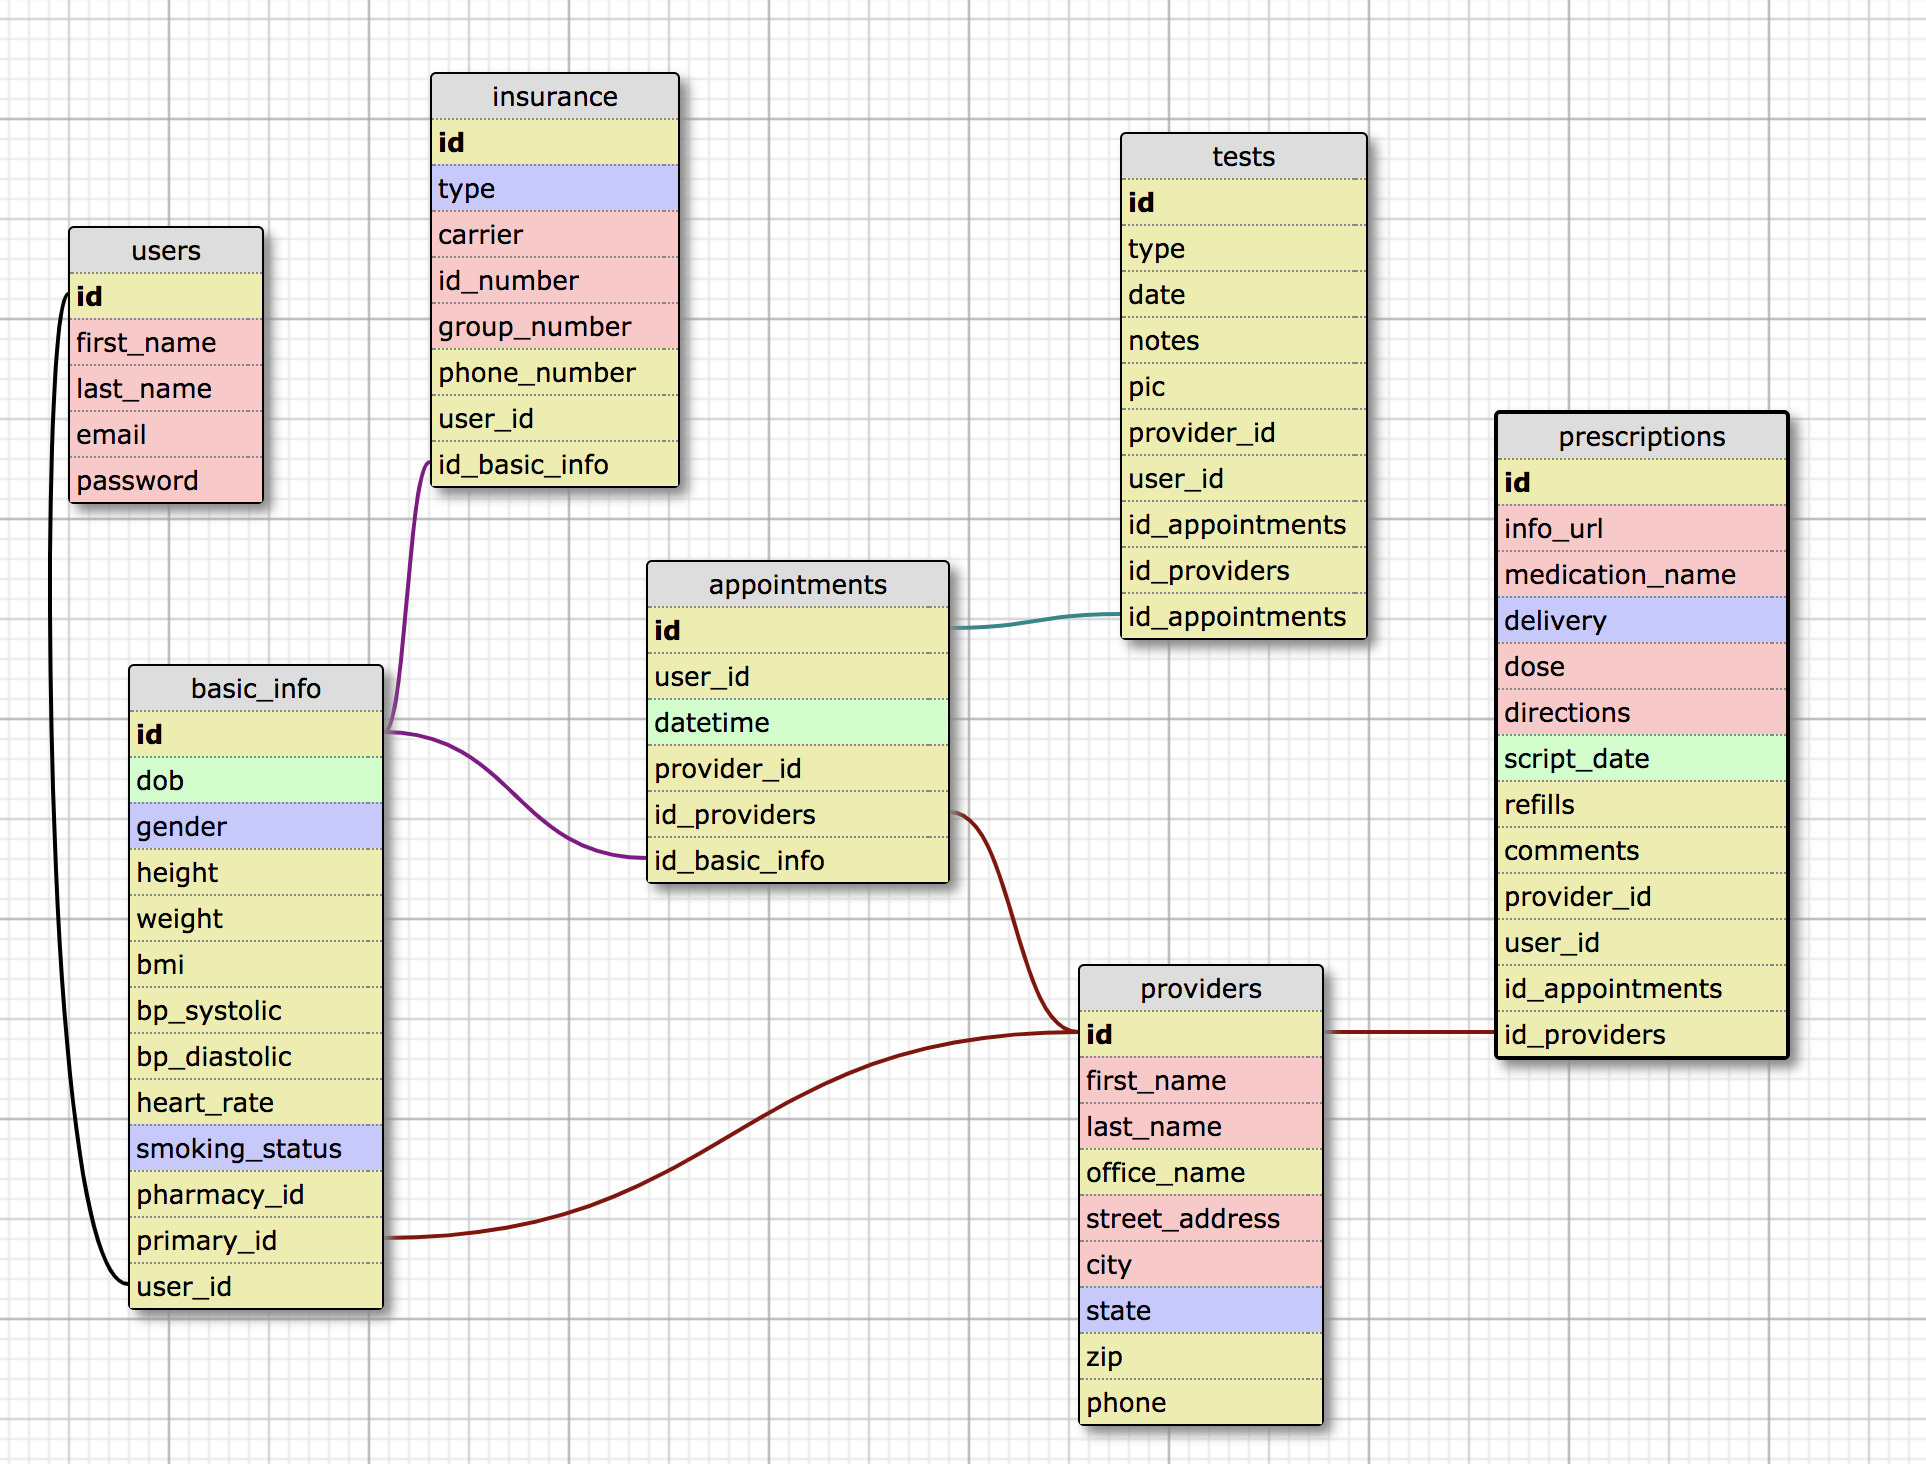 users
id
first_name
last_name
email
password
insurance
id
type
carrier
id_number
group_number
phone_number
user_id
id_basic_info
basic_info
id
dob
gender
height
weight
bmi
bp_systolic
bp_diastolic
heart_rate
smoking_status
pharmacy_id
primary_id
user_id
appointments
id
user_id
datetime
provider_id
id_providers
id_basic_info
tests
id
type
date
notes
pic
provider_id
user_id
id_appointments
id_providers
id_appointments
providers
id
first_name
last_name
office_name
street_address
city
state
zip
phone
prescriptions
id
info_url
medication_name
delivery
dose
directions
script_date
refills
comments
provider_id
user_id
id_appointments
id_providers